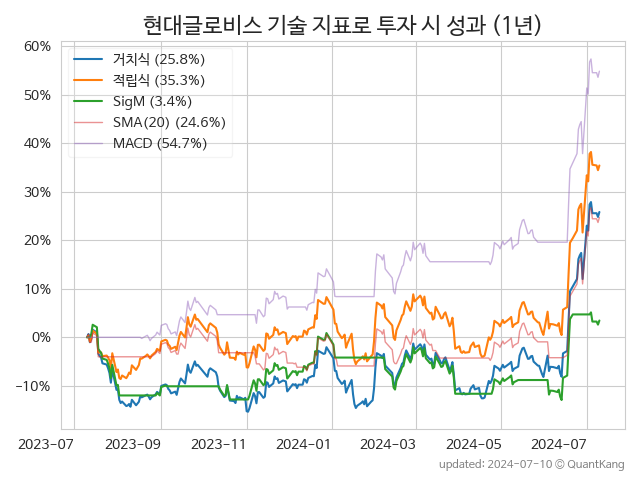 현대글로비스 기술 지표로 투자 시 성과 (1년)
60%
50%
40%
30%
20%
10%
0%
−10%
거치식 (25.8%)
적립식 (35.3%)
SigM (3.4%)
SMA(20) (24.6%)
MACD (54.7%)
2023-07
2023-09
2023-11
2024-01
2024-03
2024-05
2024-07
updated: 2024-07-10 © QuantKang